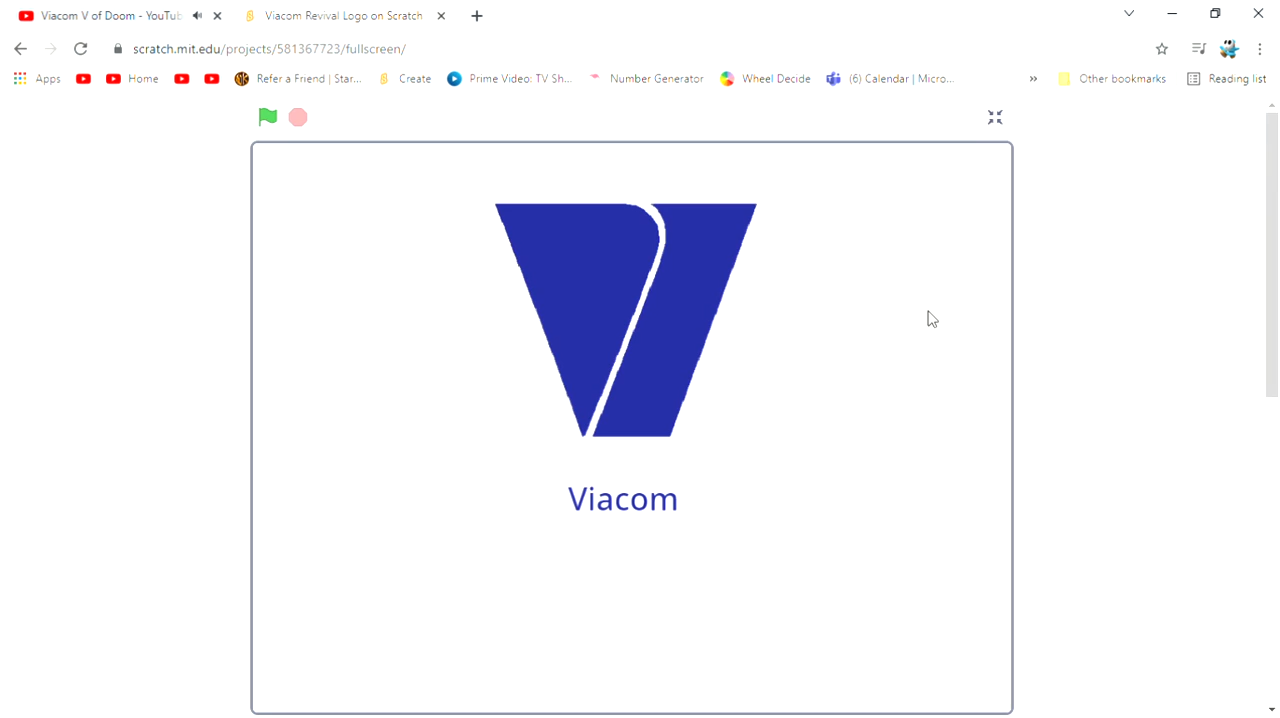 Viacom V of Doom - YouTub
Viacom Revival Logo on Scratch
scratch.mit.edu/projects/581367723/fullscreen/
Apps
Home
Refer a Friend | Star...
Create
Prime Video: TV Sh...
Number Generator
Wheel Decide
(6) Calendar | Micro...
»
Other bookmarks
Reading list
Viacom